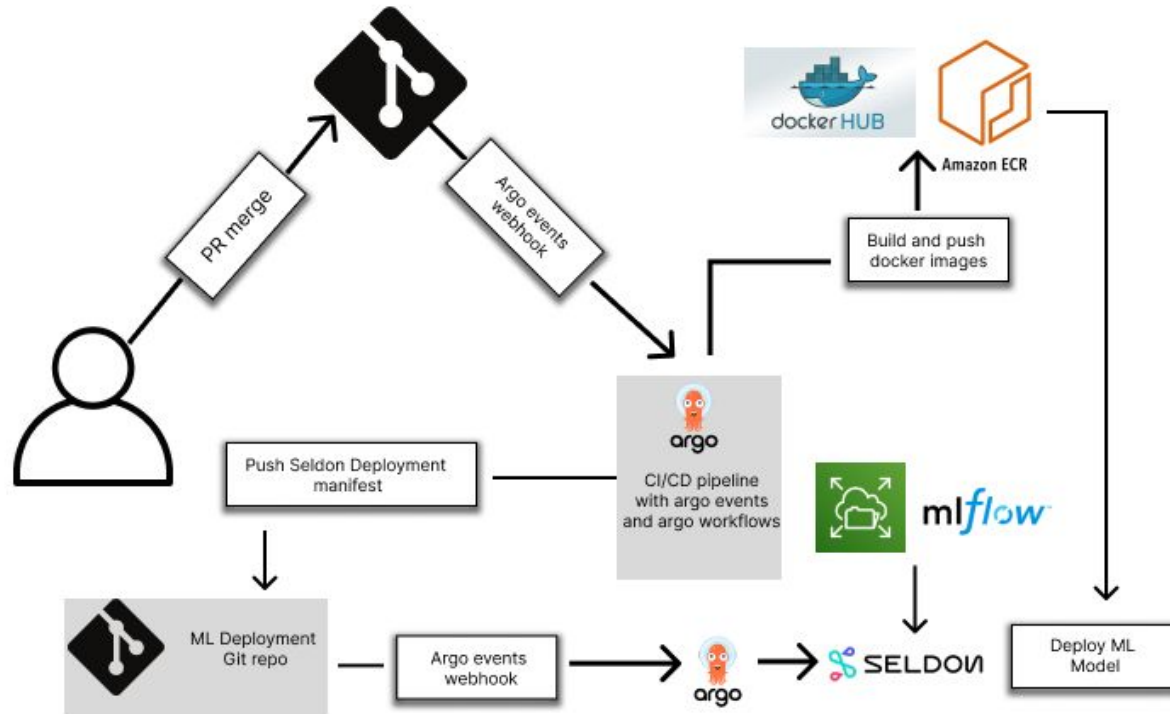 PR merge
Argo events
webhook
docker HUB
Amazon ECR
Build and push
docker images
argo
CI/CD pipeline
with argo events
and argo workflows
Push Seldon Deployment
manifest
mlflow™
ML Deployment
Git repo
Argo events
webhook
argo
SELDON
Deploy ML
Model